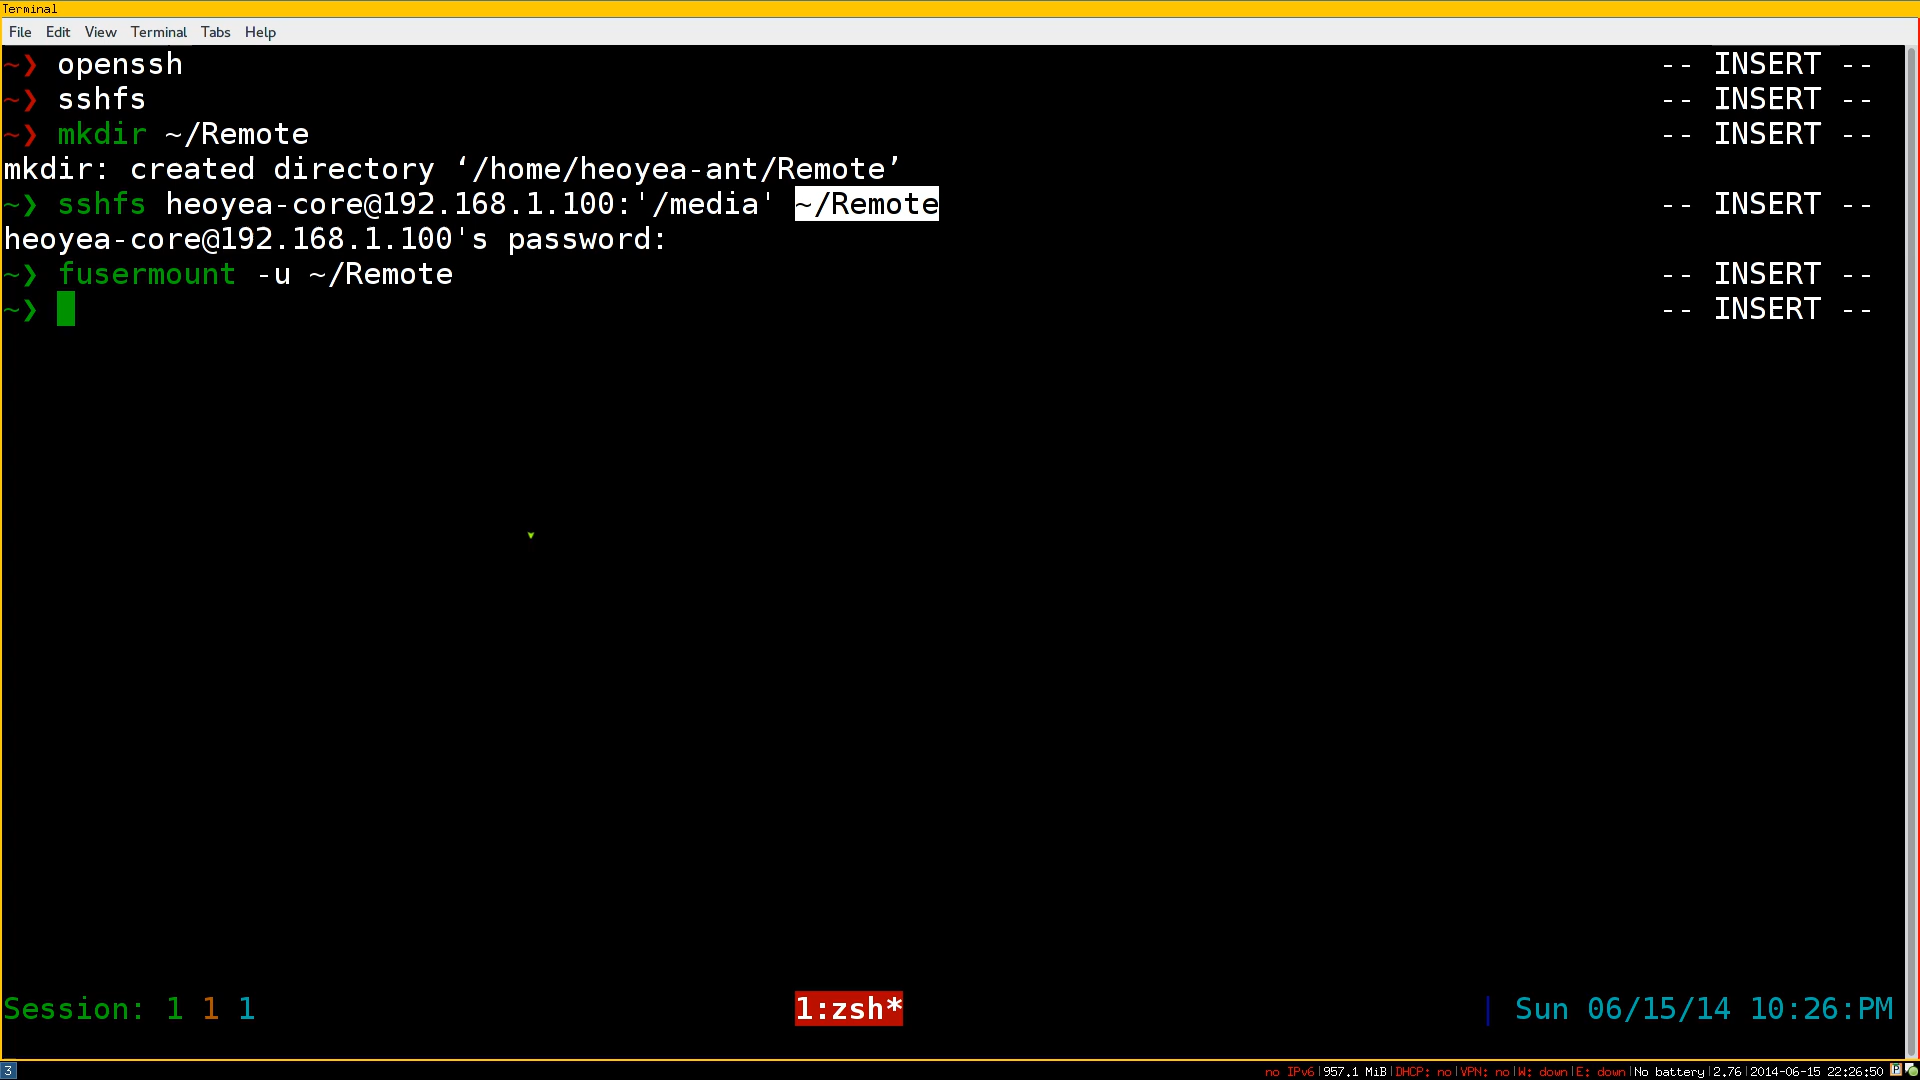 Terminal
File Edit View Terminal Tabs Help
~❯ openssh -- INSERT --
~❯ sshfs -- INSERT --
~❯ mkdir ~/Remote -- INSERT --
mkdir: created directory ‘/home/heoyea-ant/Remote’
~❯ sshfs heoyea-core@192.168.1.100:'/media' ~/Remote -- INSERT --
heoyea-core@192.168.1.100's password:
~❯ fusermount -u ~/Remote -- INSERT --
~❯ -- INSERT --
Session: 1 1 1 1:zsh* | Sun 06/15/14 10:26:PM
3 no IPv6|957.1 MiB|DHCP: no|VPN: no|W: down|E: down|No battery|2.76|2014-06-15 22:26:50 P